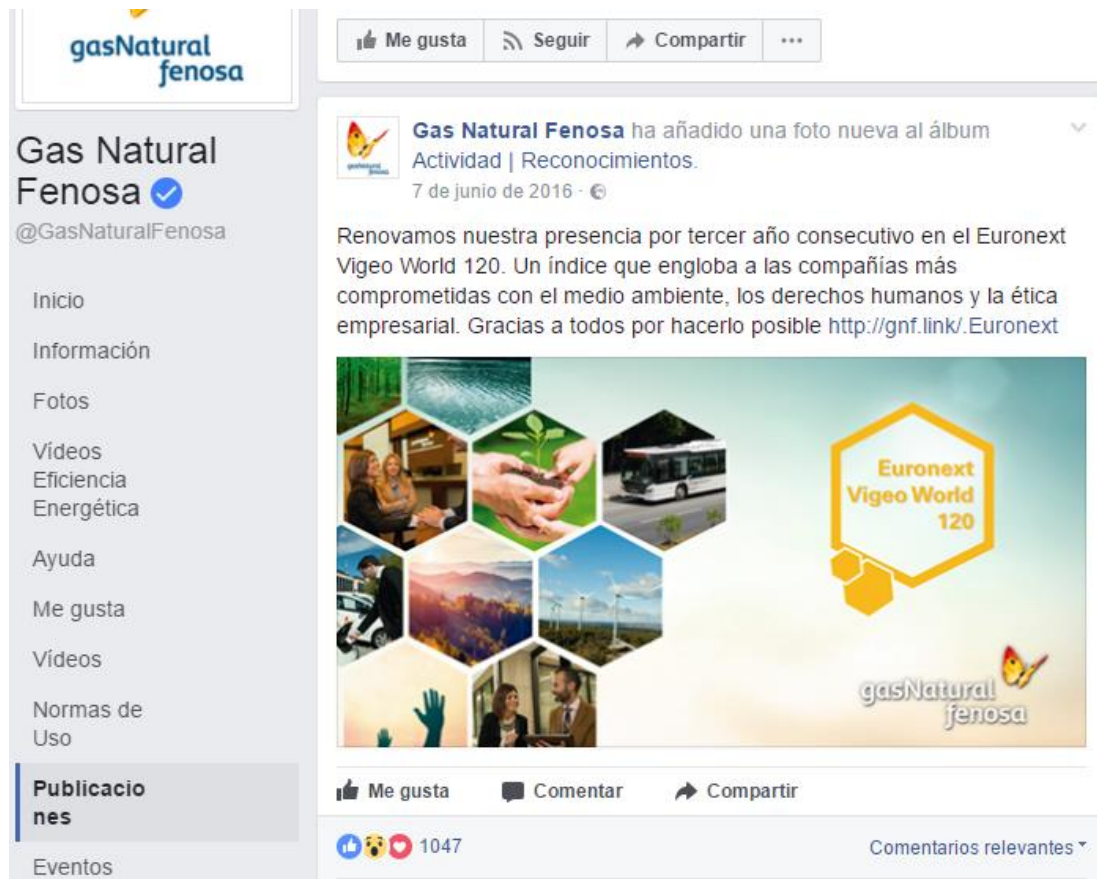 gasNatural
fenosa
Gas Natural
Fenosa
@GasNaturalFenosa
Inicio
Información
Fotos
Vídeos
Eficiencia
Energética
Ayuda
Me gusta
Vídeos
Normas de
Uso
Publicacio
nes
Eventos
Me gusta Seguir Compartir ...
Gas Natural Fenosa ha añadido una foto nueva al álbum
Actividad | Reconocimientos.
7 de junio de 2016 ·
Renovamos nuestra presencia por tercer año consecutivo en el Euronext
Vigeo World 120. Un índice que engloba a las compañías más
comprometidas con el medio ambiente, los derechos humanos y la ética
empresarial. Gracias a todos por hacerlo posible http://gnf.link/.Euronext
Euronext
Vigeo World
120
gasNatural
fenosa
Me gusta Comentar Compartir
1047 Comentarios relevantes